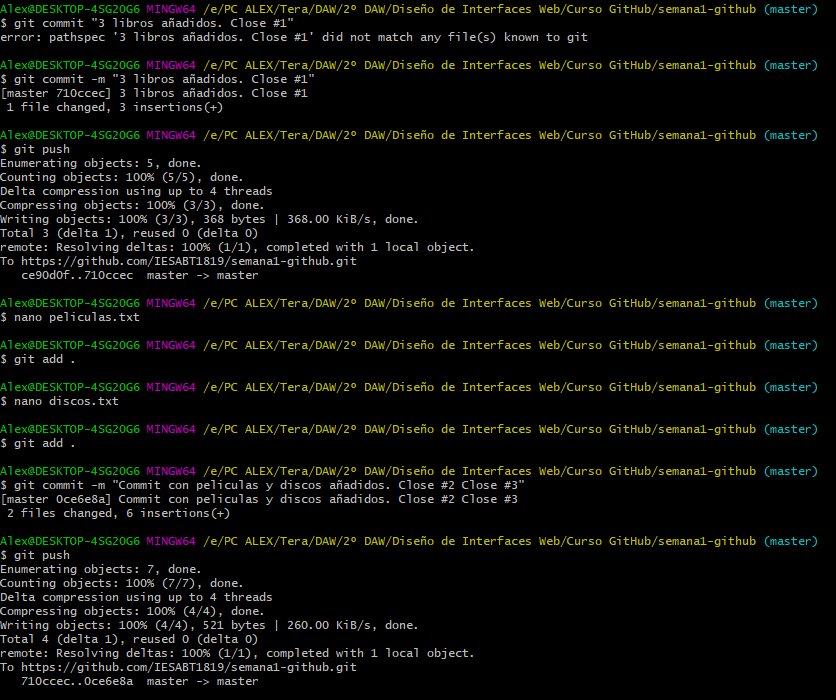 Alex@DESKTOP-4SG2OG6 MINGW64 /e/PC ALEX/Tera/DAW/2º DAW/Diseño de Interfaces Web/Curso GitHub/semana1-github (master)
$ git commit "3 libros añadidos. Close #1"
error: pathspec '3 libros añadidos. Close #1' did not match any file(s) known to git
Alex@DESKTOP-4SG2OG6 MINGW64 /e/PC ALEX/Tera/DAW/2º DAW/Diseño de Interfaces Web/Curso GitHub/semana1-github (master)
$ git commit -m "3 libros añadidos. Close #1"
[master 710ccec] 3 libros añadidos. Close #1
 1 file changed, 3 insertions(+)
Alex@DESKTOP-4SG2OG6 MINGW64 /e/PC ALEX/Tera/DAW/2º DAW/Diseño de Interfaces Web/Curso GitHub/semana1-github (master)
$ git push
Enumerating objects: 5, done.
Counting objects: 100% (5/5), done.
Delta compression using up to 4 threads
Compressing objects: 100% (3/3), done.
Writing objects: 100% (3/3), 368 bytes | 368.00 KiB/s, done.
Total 3 (delta 1), reused 0 (delta 0)
remote: Resolving deltas: 100% (1/1), completed with 1 local object.
To https://github.com/IESABT1819/semana1-github.git
   ce90d0f..710ccec  master -> master
Alex@DESKTOP-4SG2OG6 MINGW64 /e/PC ALEX/Tera/DAW/2º DAW/Diseño de Interfaces Web/Curso GitHub/semana1-github (master)
$ nano peliculas.txt
Alex@DESKTOP-4SG2OG6 MINGW64 /e/PC ALEX/Tera/DAW/2º DAW/Diseño de Interfaces Web/Curso GitHub/semana1-github (master)
$ git add .
Alex@DESKTOP-4SG2OG6 MINGW64 /e/PC ALEX/Tera/DAW/2º DAW/Diseño de Interfaces Web/Curso GitHub/semana1-github (master)
$ nano discos.txt
Alex@DESKTOP-4SG2OG6 MINGW64 /e/PC ALEX/Tera/DAW/2º DAW/Diseño de Interfaces Web/Curso GitHub/semana1-github (master)
$ git add .
Alex@DESKTOP-4SG2OG6 MINGW64 /e/PC ALEX/Tera/DAW/2º DAW/Diseño de Interfaces Web/Curso GitHub/semana1-github (master)
$ git commit -m "Commit con peliculas y discos añadidos. Close #2 Close #3"
[master 0ce6e8a] Commit con peliculas y discos añadidos. Close #2 Close #3
 2 files changed, 6 insertions(+)
Alex@DESKTOP-4SG2OG6 MINGW64 /e/PC ALEX/Tera/DAW/2º DAW/Diseño de Interfaces Web/Curso GitHub/semana1-github (master)
$ git push
Enumerating objects: 7, done.
Counting objects: 100% (7/7), done.
Delta compression using up to 4 threads
Compressing objects: 100% (4/4), done.
Writing objects: 100% (4/4), 521 bytes | 260.00 KiB/s, done.
Total 4 (delta 1), reused 0 (delta 0)
remote: Resolving deltas: 100% (1/1), completed with 1 local object.
To https://github.com/IESABT1819/semana1-github.git
   710ccec..0ce6e8a  master -> master